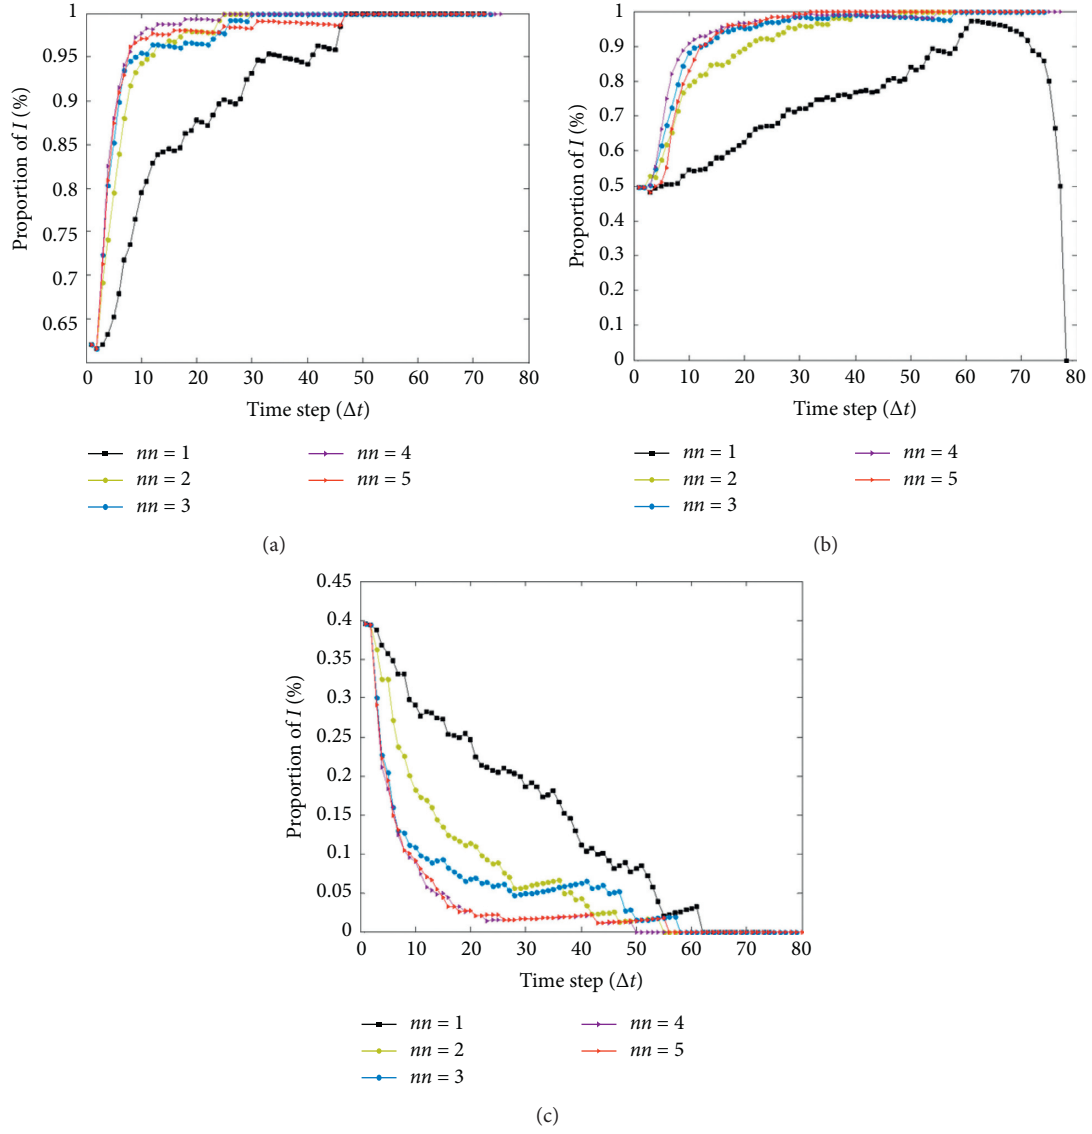 1
0.95
0.9
0.85
0.8
0.75
0.7
0.65
Proportion of I (%)
0 10 20 30 40 50 60 70 80
Time step (Δt)
nn = 1
nn = 2
nn = 3
nn = 4
nn = 5
(a)
1
0.9
0.8
0.7
0.6
0.5
0.4
0.3
0.2
0.1
0
Proportion of I (%)
0 10 20 30 40 50 60 70 80
Time step (Δt)
nn = 1
nn = 2
nn = 3
nn = 4
nn = 5
(b)
0.45
0.4
0.35
0.3
0.25
0.2
0.15
0.1
0.05
0
Proportion of I (%)
0 10 20 30 40 50 60 70 80
Time step (Δt)
nn = 1
nn = 2
nn = 3
nn = 4
nn = 5
(c)